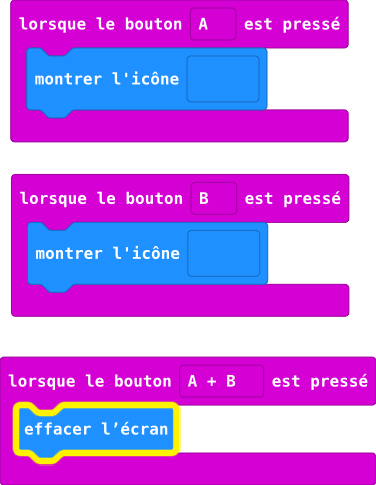 lorsque le bouton A est pressé
montrer l'icône
lorsque le bouton B est pressé
montrer l'icône
lorsque le bouton A + B est pressé
effacer l’écran